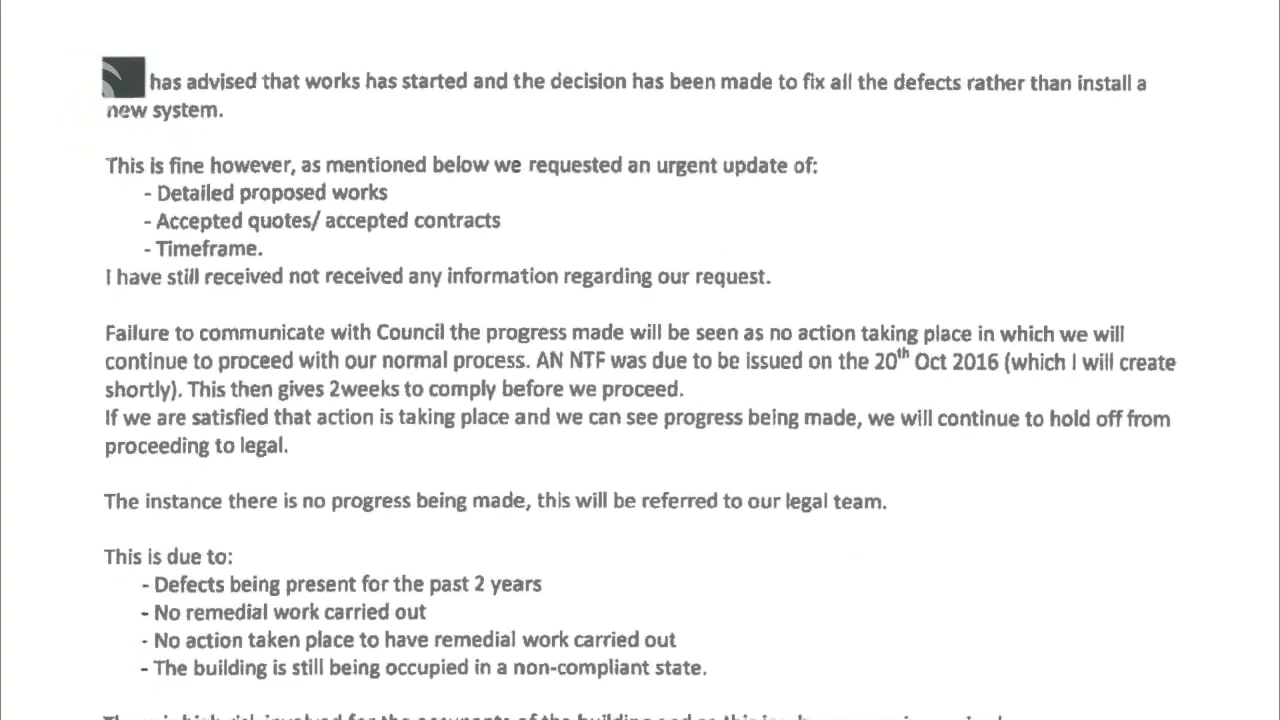 has advised that works has started and the decision has been made to fix all the defects rather than install a
new system.
This is fine however, as mentioned below we requested an urgent update of:
- Detailed proposed works
- Accepted quotes/ accepted contracts
- Timeframe.
I have still received not received any information regarding our request.
Failure to communicate with Council the progress made will be seen as no action taking place in which we will
continue to proceed with our normal process. AN NTF was due to be issued on the 20th Oct 2016 (which I will create
shortly). This then gives 2weeks to comply before we proceed.
If we are satisfied that action is taking place and we can see progress being made, we will continue to hold off from
proceeding to legal.
The instance there is no progress being made, this will be referred to our legal team.
This is due to:
- Defects being present for the past 2 years
- No remedial work carried out
- No action taken place to have remedial work carried out
- The building is still being occupied in a non-compliant state.